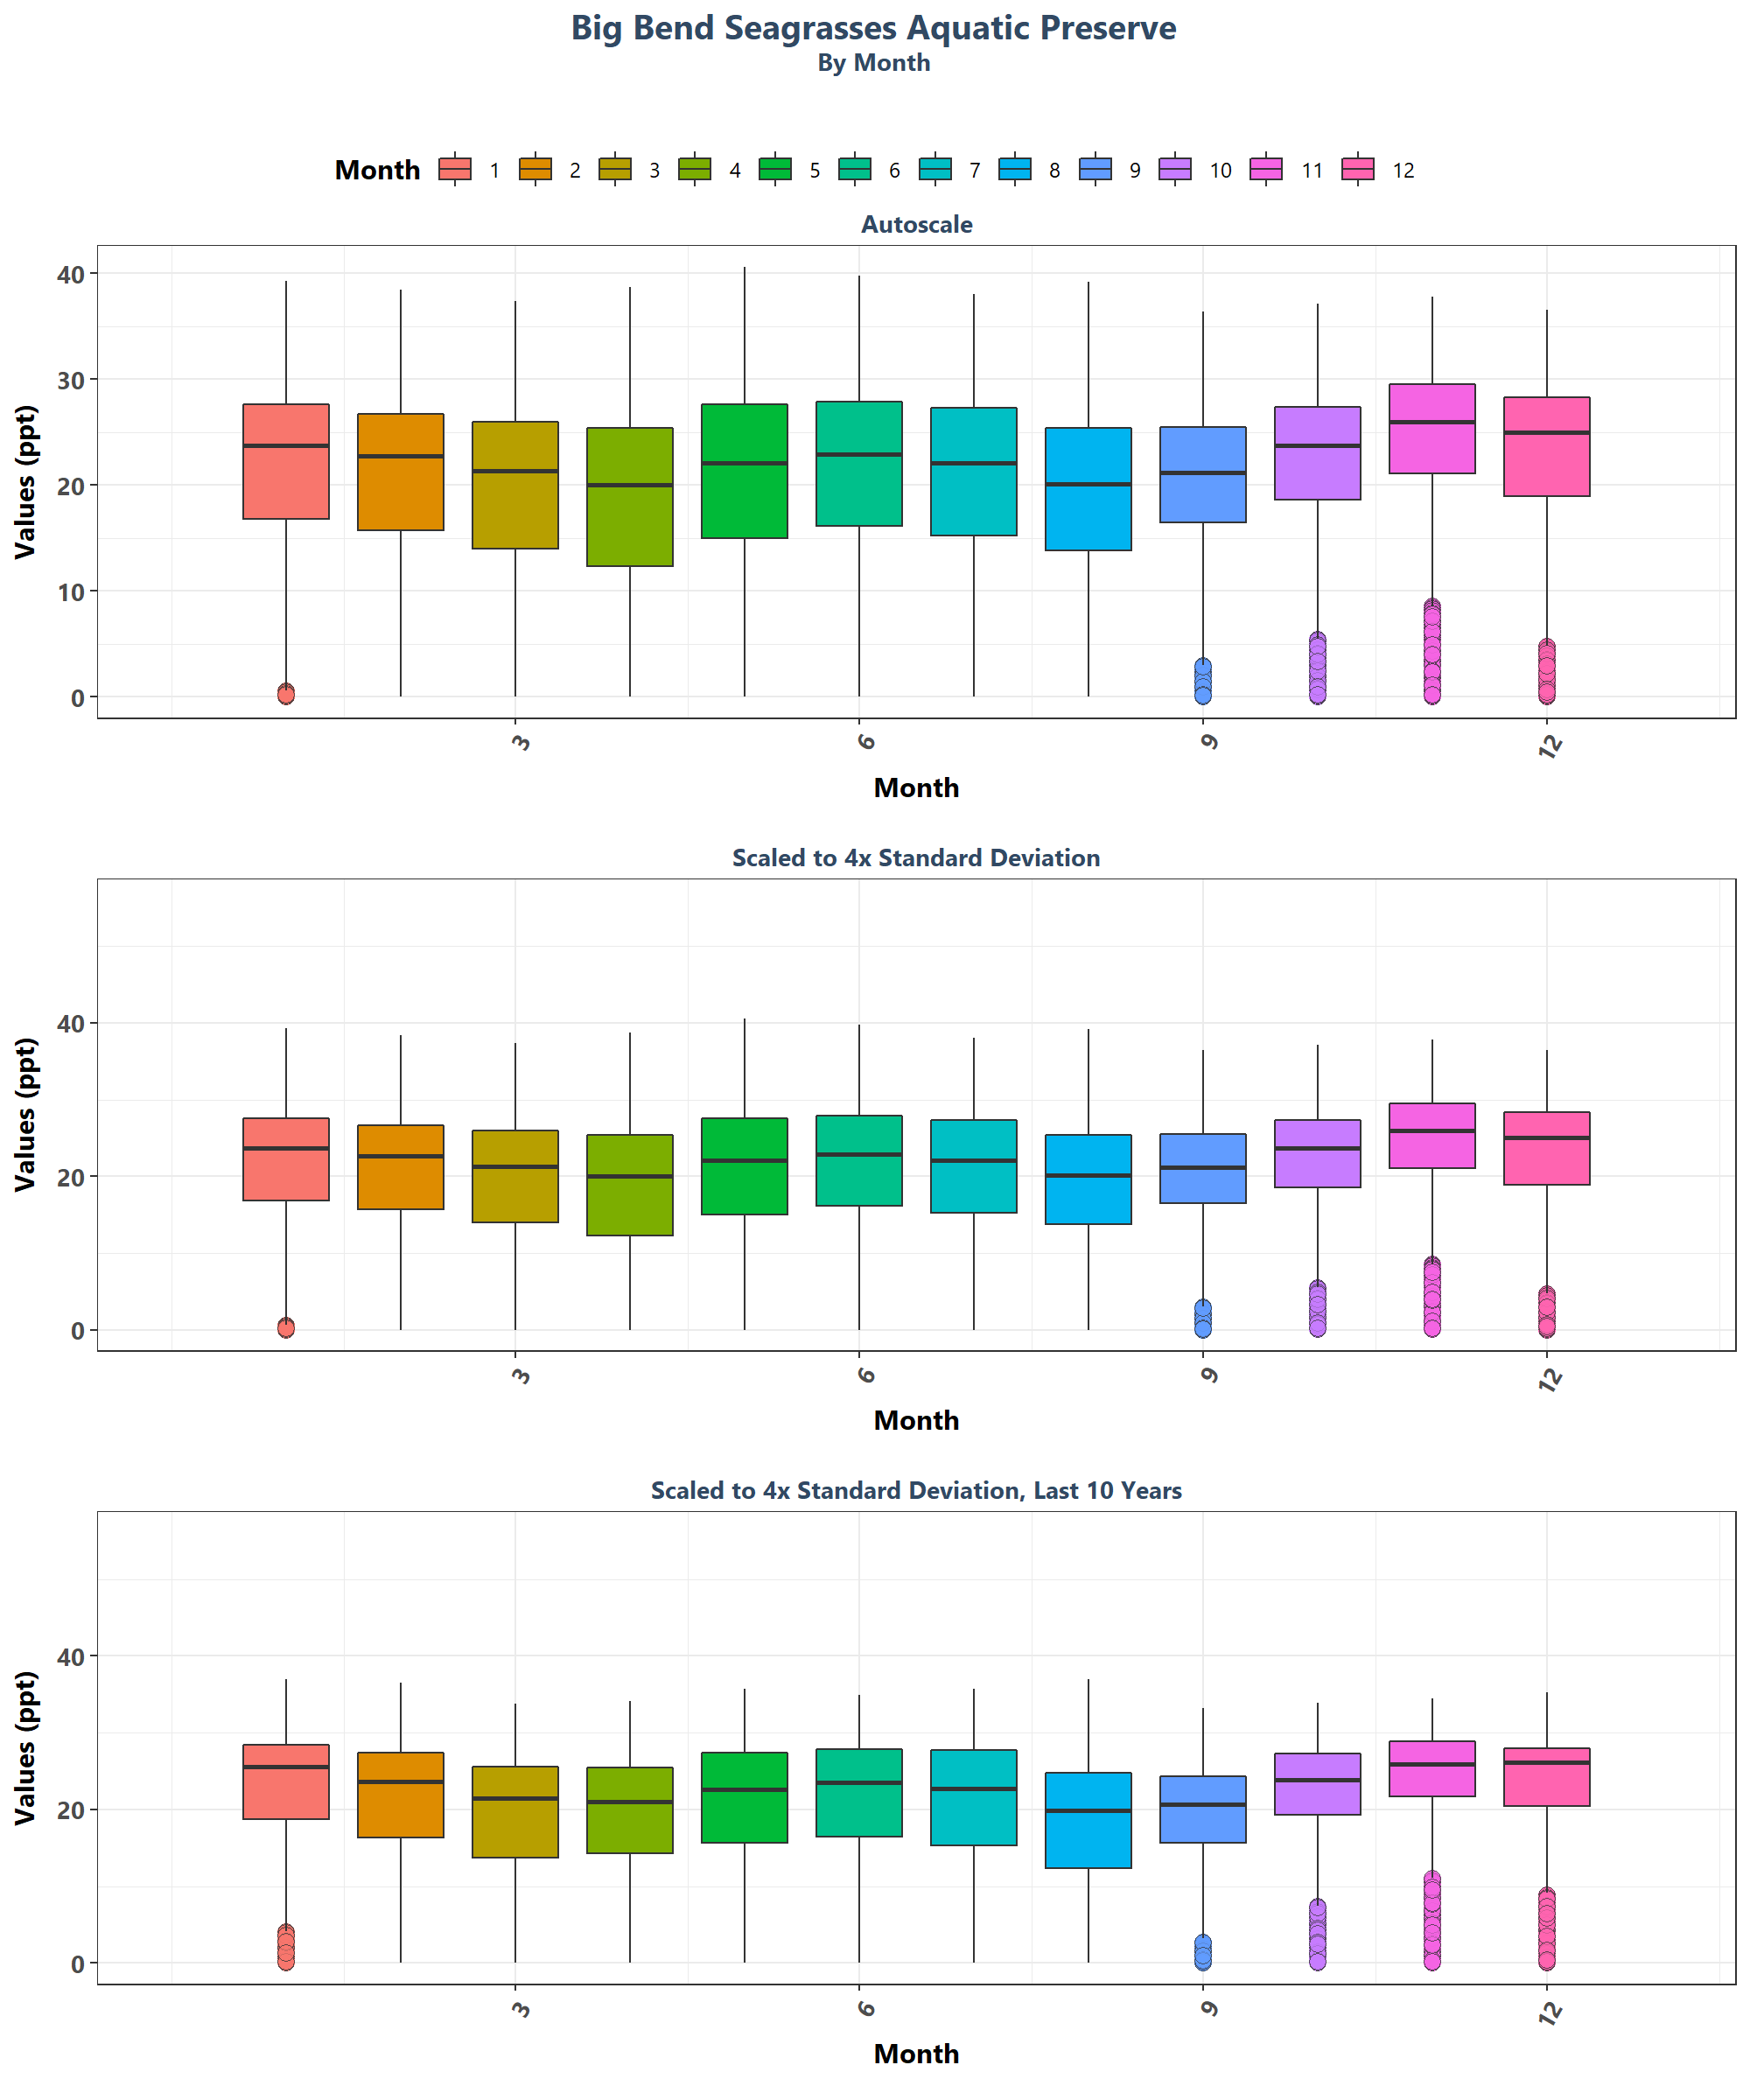 Big Bend Seagrasses Aquatic Preserve
By Month
Month 1 2 3 4 5 6 7 8 9 10 11 12
Autoscale
Values (ppt)
40
30
20
10
0
3 6 9 12
Month
Scaled to 4x Standard Deviation
Values (ppt)
40
20
0
3 6 9 12
Month
Scaled to 4x Standard Deviation, Last 10 Years
Values (ppt)
40
20
0
3 6 9 12
Month